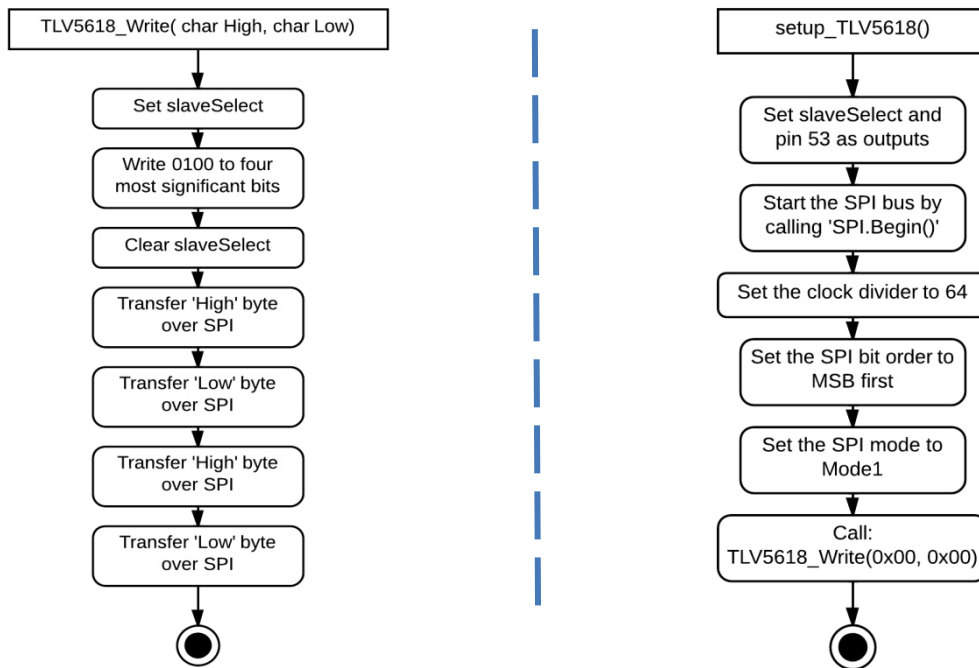 TLV5618_Write( char High, char Low)
Set slaveSelect
Write 0100 to four
most significant bits
Clear slaveSelect
Transfer 'High' byte
over SPI
Transfer 'Low' byte
over SPI
Transfer 'High' byte
over SPI
Transfer 'Low' byte
over SPI
setup_TLV5618()
Set slaveSelect and
pin 53 as outputs
Start the SPI bus by
calling 'SPI.Begin()'
Set the clock divider to 64
Set the SPI bit order to
MSB first
Set the SPI mode to
Mode1
Call:
TLV5618_Write(0x00, 0x00)